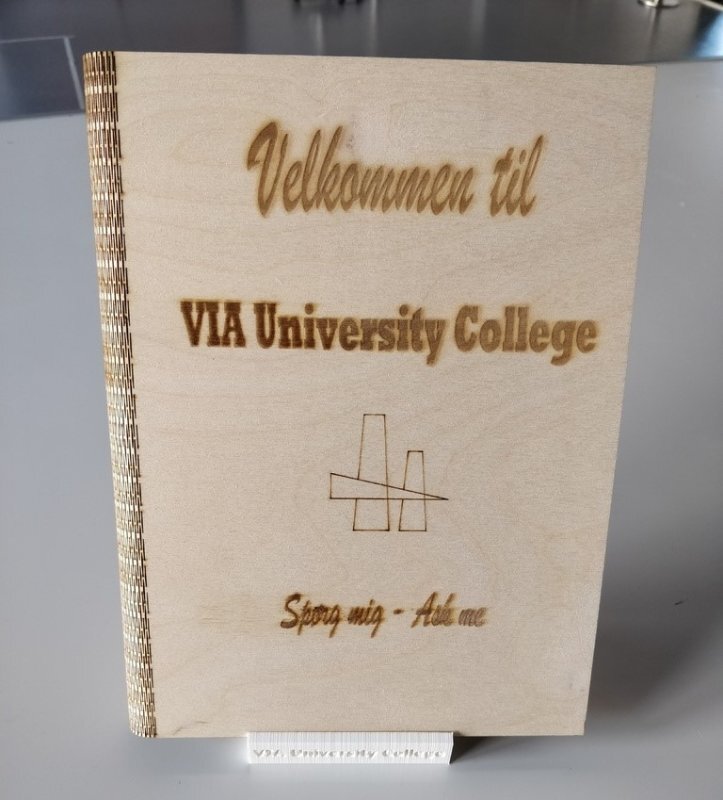 Velkommen til
VIA University College
Spørg mig - Ask me
VIA University College